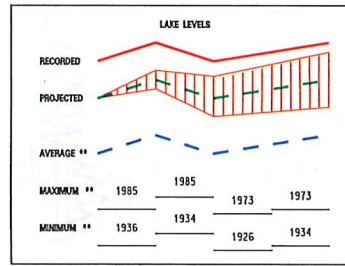 LAKE LEVELS
RECORDED
PROJECTED
AVERAGE **
MAXIMUM ** 1985 1985 1973 1973
MINIMUM ** 1936 1934 1926 1934